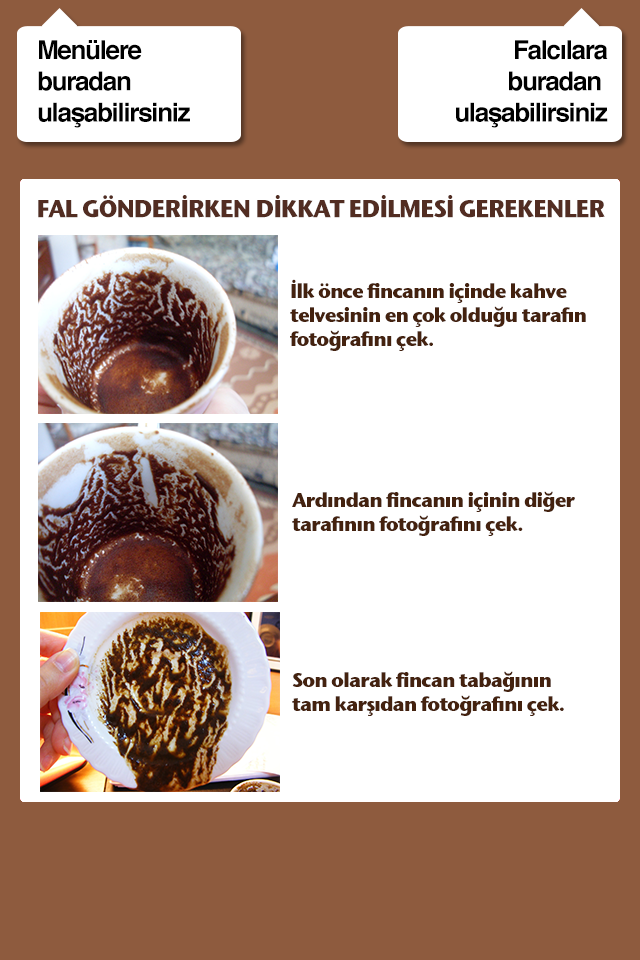 Menülere
buradan
ulaşabilirsiniz
Falcılara
buradan
ulaşabilirsiniz
FAL GÖNDERİRKEN DİKKAT EDİLMESİ GEREKENLER
İlk önce fincanın içinde kahve
telvesinin en çok olduğu tarafın
fotoğrafını çek.
Ardından fincanın içinin diğer
tarafının fotoğrafını çek.
Son olarak fincan tabağının
tam karşıdan fotoğrafını çek.